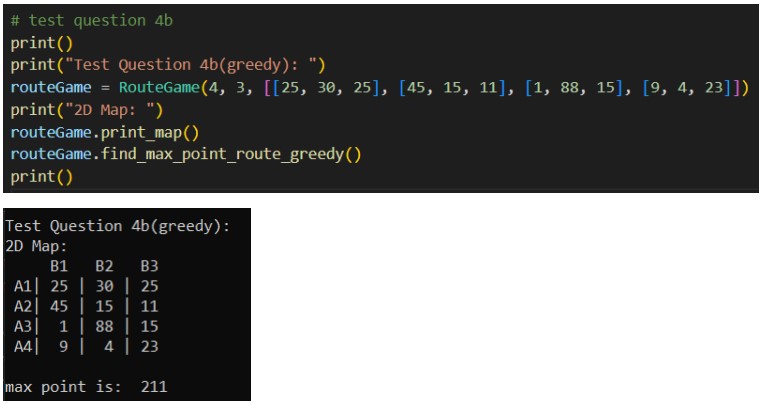 # test question 4b
print()
print("Test Question 4b(greedy): ")
routeGame = RouteGame(4, 3, [[25, 30, 25], [45, 15, 11], [1, 88, 15], [9, 4, 23]])
print("2D Map: ")
routeGame.print_map()
routeGame.find_max_point_route_greedy()
print()
Test Question 4b(greedy):
2D Map:
     B1   B2   B3
 A1| 25 | 30 | 25
 A2| 45 | 15 | 11
 A3|  1 | 88 | 15
 A4|  9 |  4 | 23
max point is:  211